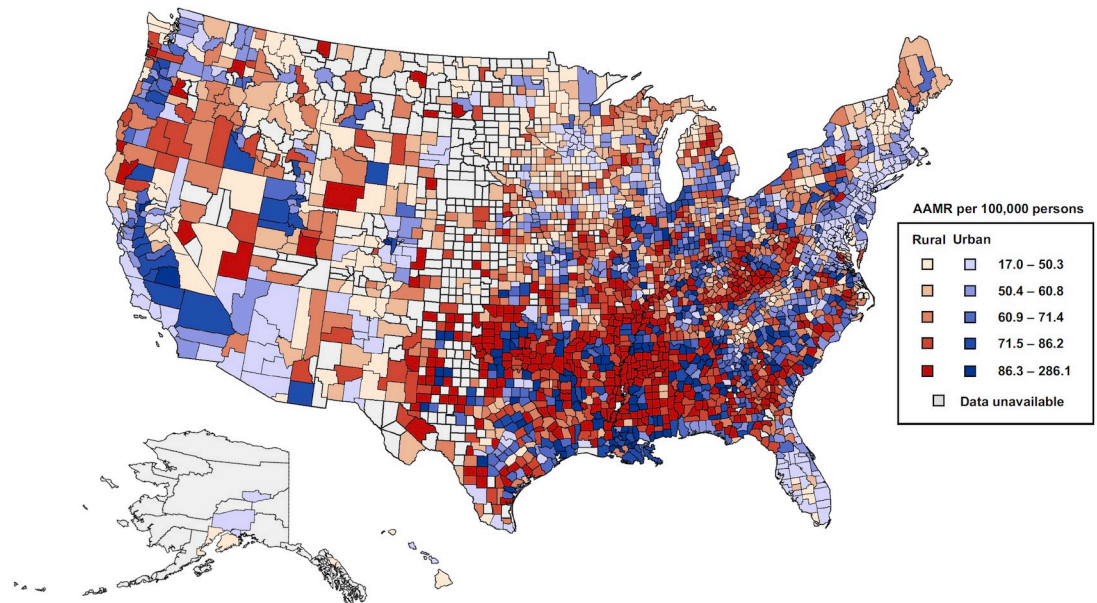 AAMR per 100,000 persons
Rural Urban
17.0 – 50.3
50.4 – 60.8
60.9 – 71.4
71.5 – 86.2
86.3 – 286.1
Data unavailable